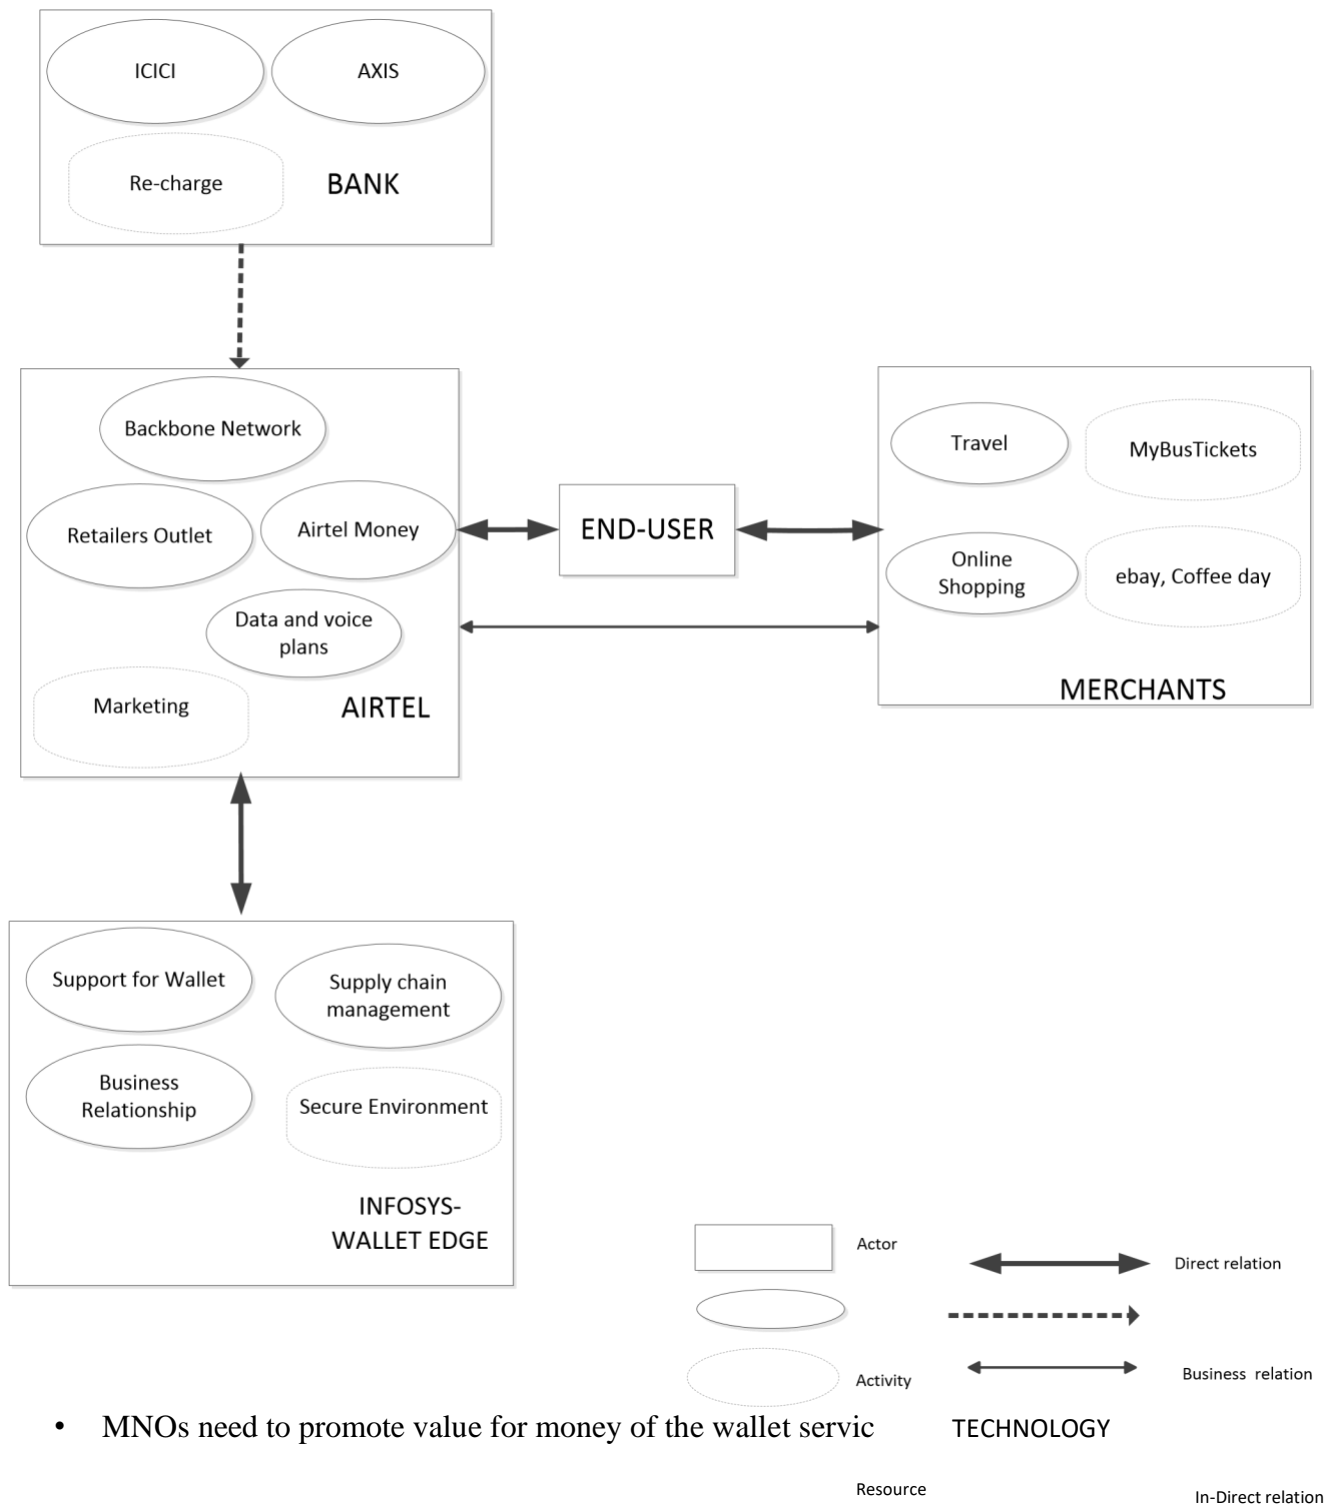 ICICI
AXIS
Re-charge
BANK
Backbone Network
Retailers Outlet
Airtel Money
Data and voice
plans
Marketing
AIRTEL
END-USER
Travel
MyBusTickets
Online
Shopping
ebay, Coffee day
MERCHANTS
Support for Wallet
Supply chain
management
Business
Relationship
Secure Environment
INFOSYS-
WALLET EDGE
Actor
Direct relation
Activity
Business relation
• MNOs need to promote value for money of the wallet servic
TECHNOLOGY
Resource
In-Direct relation